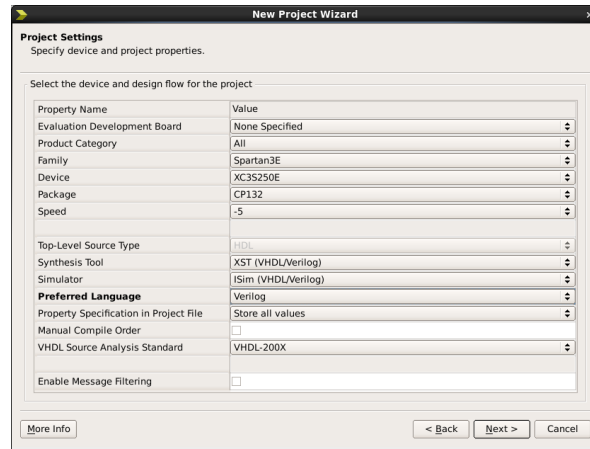 New Project Wizard
Project Settings
Specify device and project properties.
Select the device and design flow for the project
Property Name Value
Evaluation Development Board None Specified
Product Category All
Family Spartan3E
Device XC3S250E
Package CP132
Speed -5
Top-Level Source Type HDL
Synthesis Tool XST (VHDL/Verilog)
Simulator ISim (VHDL/Verilog)
Preferred Language Verilog
Property Specification in Project File Store all values
Manual Compile Order
VHDL Source Analysis Standard VHDL-200X
Enable Message Filtering
More Info < Back Next > Cancel